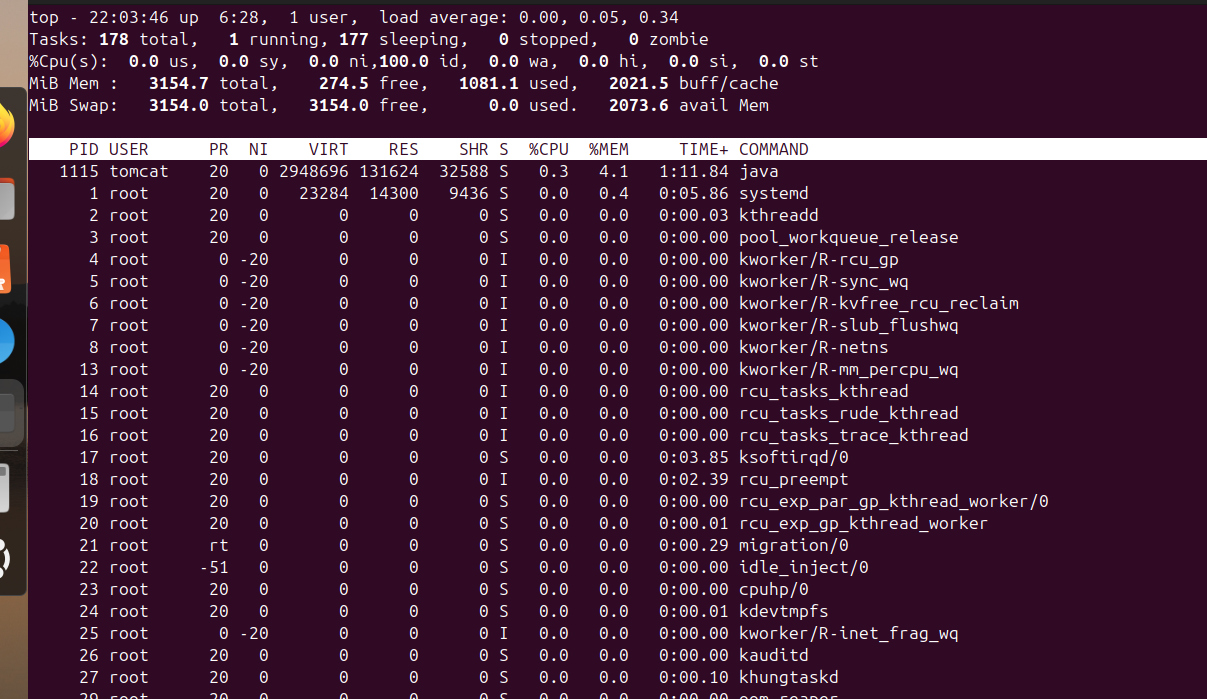 top - 22:03:46 up  6:28,  1 user,  load average: 0.00, 0.05, 0.34
Tasks: 178 total,   1 running, 177 sleeping,   0 stopped,   0 zombie
%Cpu(s):  0.0 us,  0.0 sy,  0.0 ni,100.0 id,  0.0 wa,  0.0 hi,  0.0 si,  0.0 st
MiB Mem :   3154.7 total,    274.5 free,   1081.1 used,   2021.5 buff/cache
MiB Swap:   3154.0 total,   3154.0 free,      0.0 used.   2073.6 avail Mem
    PID USER      PR  NI    VIRT    RES    SHR S  %CPU  %MEM     TIME+ COMMAND
   1115 tomcat    20   0 2948696 131624  32588 S   0.3   4.1   1:11.84 java
      1 root      20   0   23284  14300   9436 S   0.0   0.4   0:05.86 systemd
      2 root      20   0       0      0      0 S   0.0   0.0   0:00.03 kthreadd
      3 root      20   0       0      0      0 S   0.0   0.0   0:00.00 pool_workqueue_release
      4 root       0 -20       0      0      0 I   0.0   0.0   0:00.00 kworker/R-rcu_gp
      5 root       0 -20       0      0      0 I   0.0   0.0   0:00.00 kworker/R-sync_wq
      6 root       0 -20       0      0      0 I   0.0   0.0   0:00.00 kworker/R-kvfree_rcu_reclaim
      7 root       0 -20       0      0      0 I   0.0   0.0   0:00.00 kworker/R-slub_flushwq
      8 root       0 -20       0      0      0 I   0.0   0.0   0:00.00 kworker/R-netns
     13 root       0 -20       0      0      0 I   0.0   0.0   0:00.00 kworker/R-mm_percpu_wq
     14 root      20   0       0      0      0 I   0.0   0.0   0:00.00 rcu_tasks_kthread
     15 root      20   0       0      0      0 I   0.0   0.0   0:00.00 rcu_tasks_rude_kthread
     16 root      20   0       0      0      0 I   0.0   0.0   0:00.00 rcu_tasks_trace_kthread
     17 root      20   0       0      0      0 S   0.0   0.0   0:03.85 ksoftirqd/0
     18 root      20   0       0      0      0 I   0.0   0.0   0:02.39 rcu_preempt
     19 root      20   0       0      0      0 S   0.0   0.0   0:00.00 rcu_exp_par_gp_kthread_worker/0
     20 root      20   0       0      0      0 S   0.0   0.0   0:00.01 rcu_exp_gp_kthread_worker
     21 root      rt   0       0      0      0 S   0.0   0.0   0:00.29 migration/0
     22 root     -51   0       0      0      0 S   0.0   0.0   0:00.00 idle_inject/0
     23 root      20   0       0      0      0 S   0.0   0.0   0:00.00 cpuhp/0
     24 root      20   0       0      0      0 S   0.0   0.0   0:00.01 kdevtmpfs
     25 root       0 -20       0      0      0 I   0.0   0.0   0:00.00 kworker/R-inet_frag_wq
     26 root      20   0       0      0      0 S   0.0   0.0   0:00.00 kauditd
     27 root      20   0       0      0      0 S   0.0   0.0   0:00.10 khungtaskd
     29 root      20   0       0      0      0 S   0.0   0.0   0:00.00 oom_reaper